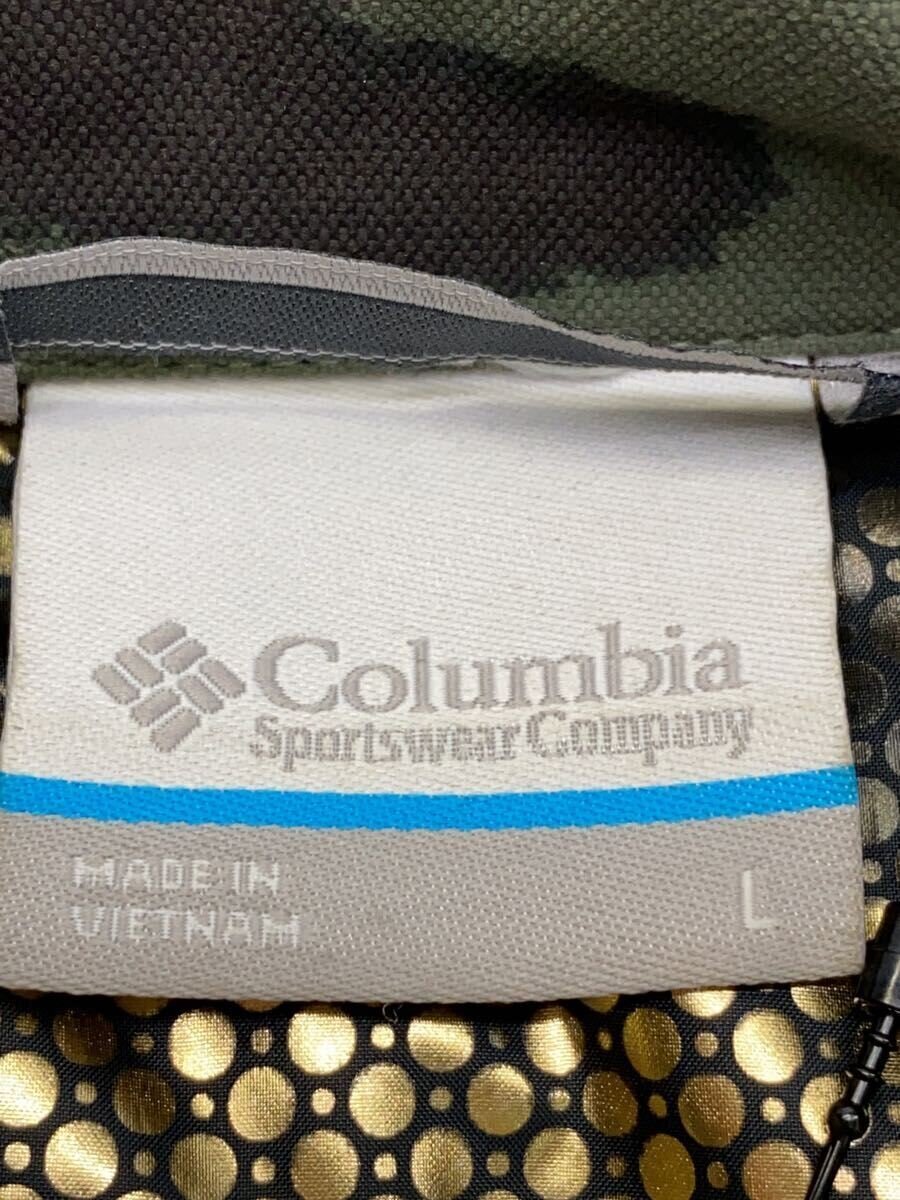 Columbia
Sportswear Company
MADE IN
VIETNAM
L